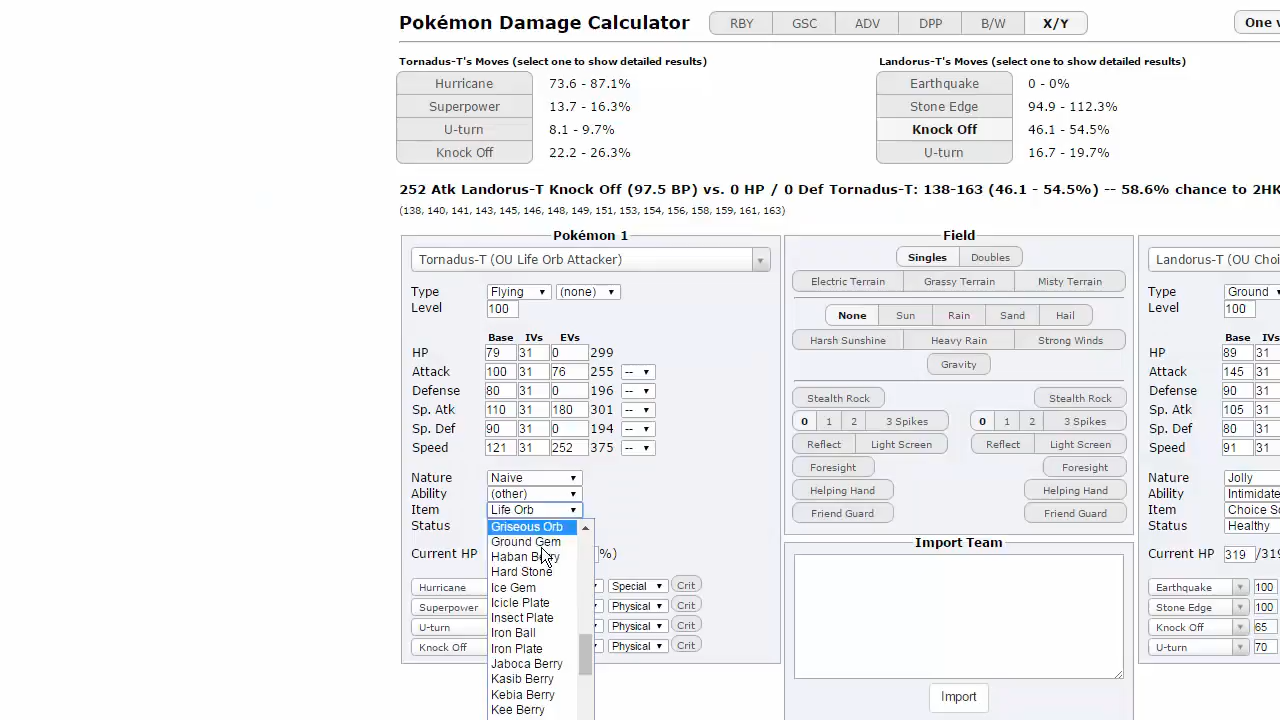 Pokémon Damage Calculator RBY GSC ADV DPP B/W X/Y One v
Tornadus-T's Moves (select one to show detailed results) Landorus-T's Moves (select one to show detailed results)
Hurricane 73.6 - 87.1% Earthquake 0 - 0%
Superpower 13.7 - 16.3% Stone Edge 94.9 - 112.3%
U-turn 8.1 - 9.7% Knock Off 46.1 - 54.5%
Knock Off 22.2 - 26.3% U-turn 16.7 - 19.7%
252 Atk Landorus-T Knock Off (97.5 BP) vs. 0 HP / 0 Def Tornadus-T: 138-163 (46.1 - 54.5%) -- 58.6% chance to 2HK
(138, 140, 141, 143, 145, 146, 148, 149, 151, 153, 154, 156, 158, 159, 161, 163)
Pokémon 1
Tornadus-T (OU Life Orb Attacker)
Type Flying (none)
Level 100
Base IVs EVs
HP 79 31 0 299
Attack 100 31 76 255 --
Defense 80 31 0 196 --
Sp. Atk 110 31 180 301 --
Sp. Def 90 31 0 194 --
Speed 121 31 252 375 --
Nature Naive
Ability (other)
Item Life Orb
Status
Griseous Orb
Ground Gem
Haban Berry
Hard Stone
Ice Gem
Icicle Plate
Insect Plate
Iron Ball
Iron Plate
Jaboca Berry
Kasib Berry
Kebia Berry
Kee Berry
Current HP %)
Hurricane Special Crit
Superpower Physical Crit
U-turn Physical Crit
Knock Off Physical Crit
Field
Singles Doubles
Electric Terrain Grassy Terrain Misty Terrain
None Sun Rain Sand Hail
Harsh Sunshine Heavy Rain Strong Winds
Gravity
Stealth Rock Stealth Rock
0 1 2 3 Spikes 0 1 2 3 Spikes
Reflect Light Screen Reflect Light Screen
Foresight Foresight
Helping Hand Helping Hand
Friend Guard Friend Guard
Import Team
Import
Landorus-T (OU Choi
Type Ground
Level 100
Base IVs
HP 89 31
Attack 145 31
Defense 90 31
Sp. Atk 105 31
Sp. Def 80 31
Speed 91 31
Nature Jolly
Ability Intimidate
Item Choice Sc
Status Healthy
Current HP 319 /319
Earthquake 100
Stone Edge 100
Knock Off 65
U-turn 70